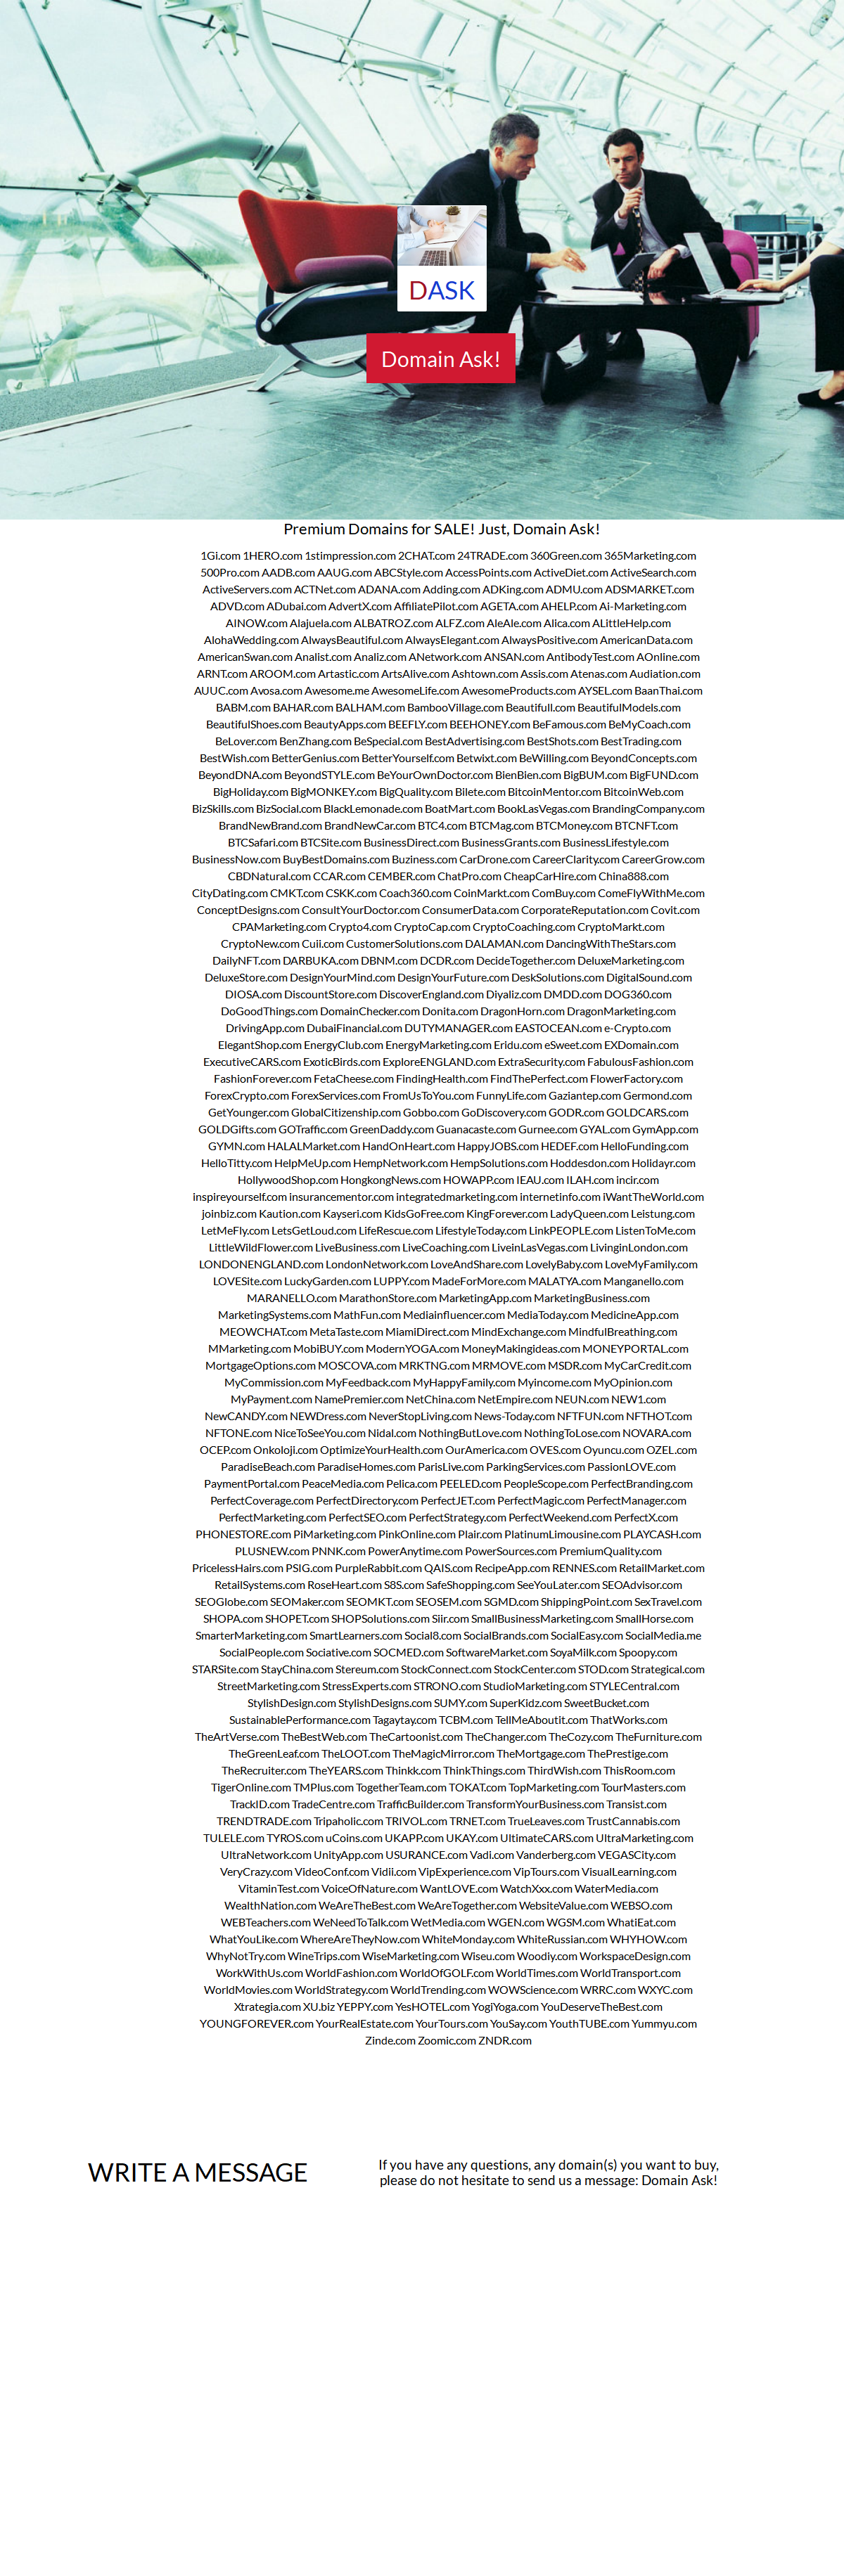 DASK
Domain Ask!
Premium Domains for SALE! Just, Domain Ask!
1Gi.com 1HERO.com 1stimpression.com 2CHAT.com 24TRADE.com 360Green.com 365Marketing.com
500Pro.com AADB.com AAUG.com ABCStyle.com AccessPoints.com ActiveDiet.com ActiveSearch.com
ActiveServers.com ACTNet.com ADANA.com Adding.com ADKing.com ADMU.com ADSMARKET.com
ADVD.com ADubai.com AdvertX.com AffiliatePilot.com AGETA.com AHELP.com Ai-Marketing.com
AINOW.com Alajuela.com ALBATROZ.com ALFZ.com AleAle.com Alica.com ALittleHelp.com
AlohaWedding.com AlwaysBeautiful.com AlwaysElegant.com AlwaysPositive.com AmericanData.com
AmericanSwan.com Analist.com Analiz.com ANetwork.com ANSAN.com AntibodyTest.com AOnline.com
ARNT.com AROOM.com Artastic.com ArtsAlive.com Ashtown.com Assis.com Atenas.com Audiation.com
AUUC.com Avosa.com Awesome.me AwesomeLife.com AwesomeProducts.com AYSEL.com BaanThai.com
BABM.com BAHAR.com BALHAM.com BambooVillage.com Beautifull.com BeautifulModels.com
BeautifulShoes.com BeautyApps.com BEEFLY.com BEEHONEY.com BeFamous.com BeMyCoach.com
BeLover.com BenZhang.com BeSpecial.com BestAdvertising.com BestShots.com BestTrading.com
BestWish.com BetterGenius.com BetterYourself.com Betwixt.com BeWilling.com BeyondConcepts.com
BeyondDNA.com BeyondSTYLE.com BeYourOwnDoctor.com BienBien.com BigBUM.com BigFUND.com
BigHoliday.com BigMONKEY.com BigQuality.com Bilete.com BitcoinMentor.com BitcoinWeb.com
BizSkills.com BizSocial.com BlackLemonade.com BoatMart.com BookLasVegas.com BrandingCompany.com
BrandNewBrand.com BrandNewCar.com BTC4.com BTCMag.com BTCMoney.com BTCNFT.com
BTCSafari.com BTCSite.com BusinessDirect.com BusinessGrants.com BusinessLifestyle.com
BusinessNow.com BuyBestDomains.com Buziness.com CarDrone.com CareerClarity.com CareerGrow.com
CBDNatural.com CCAR.com CEMBER.com ChatPro.com CheapCarHire.com China888.com
CityDating.com CMKT.com CSKK.com Coach360.com CoinMarkt.com ComBuy.com ComeFlyWithMe.com
ConceptDesigns.com ConsultYourDoctor.com ConsumerData.com CorporateReputation.com Covit.com
CPAMarketing.com Crypto4.com CryptoCap.com CryptoCoaching.com CryptoMarkt.com
CryptoNew.com Cuii.com CustomerSolutions.com DALAMAN.com DancingWithTheStars.com
DailyNFT.com DARBUKA.com DBNM.com DCDR.com DecideTogether.com DeluxeMarketing.com
DeluxeStore.com DesignYourMind.com DesignYourFuture.com DeskSolutions.com DigitalSound.com
DIOSA.com DiscountStore.com DiscoverEngland.com Diyaliz.com DMDD.com DOG360.com
DoGoodThings.com DomainChecker.com Donita.com DragonHorn.com DragonMarketing.com
DrivingApp.com DubaiFinancial.com DUTYMANAGER.com EASTOCEAN.com e-Crypto.com
ElegantShop.com EnergyClub.com EnergyMarketing.com Eridu.com eSweet.com EXDomain.com
ExecutiveCARS.com ExoticBirds.com ExploreENGLAND.com ExtraSecurity.com FabulousFashion.com
FashionForever.com FetaCheese.com FindingHealth.com FindThePerfect.com FlowerFactory.com
ForexCrypto.com ForexServices.com FromUsToYou.com FunnyLife.com Gaziantep.com Germond.com
GetYounger.com GlobalCitizenship.com Gobbo.com GoDiscovery.com GODR.com GOLDCARS.com
GOLDGifts.com GOTraffic.com GreenDaddy.com Guanacaste.com Gurnee.com GYAL.com GymApp.com
GYMN.com HALALMarket.com HandOnHeart.com HappyJOBS.com HEDEF.com HelloFunding.com
HelloTitty.com HelpMeUp.com HempNetwork.com HempSolutions.com Hoddesdon.com Holidayr.com
HollywoodShop.com HongkongNews.com HOWAPP.com IEAU.com ILAH.com incir.com
inspireyourself.com insurancementor.com integratedmarketing.com internetinfo.com iWantTheWorld.com
joinbiz.com Kaution.com Kayseri.com KidsGoFree.com KingForever.com LadyQueen.com Leistung.com
LetMeFly.com LetsGetLoud.com LifeRescue.com LifestyleToday.com LinkPEOPLE.com ListenToMe.com
LittleWildFlower.com LiveBusiness.com LiveCoaching.com LiveinLasVegas.com LivinginLondon.com
LONDONENGLAND.com LondonNetwork.com LoveAndShare.com LovelyBaby.com LoveMyFamily.com
LOVESite.com LuckyGarden.com LUPPY.com MadeForMore.com MALATYA.com Manganello.com
MARANELLO.com MarathonStore.com MarketingApp.com MarketingBusiness.com
MarketingSystems.com MathFun.com Mediainfluencer.com MediaToday.com MedicineApp.com
MEOWCHAT.com MetaTaste.com MiamiDirect.com MindExchange.com MindfulBreathing.com
MMarketing.com MobiBUY.com ModernYOGA.com MoneyMakingideas.com MONEYPORTAL.com
MortgageOptions.com MOSCOVA.com MRKTNG.com MRMOVE.com MSDR.com MyCarCredit.com
MyCommission.com MyFeedback.com MyHappyFamily.com Myincome.com MyOpinion.com
MyPayment.com NamePremier.com NetChina.com NetEmpire.com NEUN.com NEW1.com
NewCANDY.com NEWDress.com NeverStopLiving.com News-Today.com NFTFUN.com NFTHOT.com
NFTONE.com NiceToSeeYou.com Nidal.com NothingButLove.com NothingToLose.com NOVARA.com
OCEP.com Onkoloji.com OptimizeYourHealth.com OurAmerica.com OVES.com Oyuncu.com OZEL.com
ParadiseBeach.com ParadiseHomes.com ParisLive.com ParkingServices.com PassionLOVE.com
PaymentPortal.com PeaceMedia.com Pelica.com PEELED.com PeopleScope.com PerfectBranding.com
PerfectCoverage.com PerfectDirectory.com PerfectJET.com PerfectMagic.com PerfectManager.com
PerfectMarketing.com PerfectSEO.com PerfectStrategy.com PerfectWeekend.com PerfectX.com
PHONESTORE.com PiMarketing.com PinkOnline.com Plair.com PlatinumLimousine.com PLAYCASH.com
PLUSNEW.com PNNK.com PowerAnytime.com PowerSources.com PremiumQuality.com
PricelessHairs.com PSIG.com PurpleRabbit.com QAIS.com RecipeApp.com RENNES.com RetailMarket.com
RetailSystems.com RoseHeart.com S8S.com SafeShopping.com SeeYouLater.com SEOAdvisor.com
SEOGlobe.com SEOMaker.com SEOMKT.com SEOSEM.com SGMD.com ShippingPoint.com SexTravel.com
SHOPA.com SHOPET.com SHOPSolutions.com Siir.com SmallBusinessMarketing.com SmallHorse.com
SmarterMarketing.com SmartLearners.com Social8.com SocialBrands.com SocialEasy.com SocialMedia.me
SocialPeople.com Sociative.com SOCMED.com SoftwareMarket.com SoyaMilk.com Spoopy.com
STARSite.com StayChina.com Stereum.com StockConnect.com StockCenter.com STOD.com Strategical.com
StreetMarketing.com StressExperts.com STRONO.com StudioMarketing.com STYLECentral.com
StylishDesign.com StylishDesigns.com SUMY.com SuperKidz.com SweetBucket.com
SustainablePerformance.com Tagaytay.com TCBM.com TellMeAboutit.com ThatWorks.com
TheArtVerse.com TheBestWeb.com TheCartoonist.com TheChanger.com TheCozy.com TheFurniture.com
TheGreenLeaf.com TheLOOT.com TheMagicMirror.com TheMortgage.com ThePrestige.com
TheRecruiter.com TheYEARS.com Thinkk.com ThinkThings.com ThirdWish.com ThisRoom.com
TigerOnline.com TMPlus.com TogetherTeam.com TOKAT.com TopMarketing.com TourMasters.com
TrackID.com TradeCentre.com TrafficBuilder.com TransformYourBusiness.com Transist.com
TRENDTRADE.com Tripaholic.com TRIVOL.com TRNET.com TrueLeaves.com TrustCannabis.com
TULELE.com TYROS.com uCoins.com UKAPP.com UKAY.com UltimateCARS.com UltraMarketing.com
UltraNetwork.com UnityApp.com USURANCE.com Vadi.com Vanderberg.com VEGASCity.com
VeryCrazy.com VideoConf.com Vidii.com VipExperience.com VipTours.com VisualLearning.com
VitaminTest.com VoiceOfNature.com WantLOVE.com WatchXxx.com WaterMedia.com
WealthNation.com WeAreTheBest.com WeAreTogether.com WebsiteValue.com WEBSO.com
WEBTeachers.com WeNeedToTalk.com WetMedia.com WGEN.com WGSM.com WhatiEat.com
WhatYouLike.com WhereAreTheyNow.com WhiteMonday.com WhiteRussian.com WHYHOW.com
WhyNotTry.com WineTrips.com WiseMarketing.com Wiseu.com Woodiy.com WorkspaceDesign.com
WorkWithUs.com WorldFashion.com WorldOfGOLF.com WorldTimes.com WorldTransport.com
WorldMovies.com WorldStrategy.com WorldTrending.com WOWScience.com WRRC.com WXYC.com
Xtrategia.com XU.biz YEPPY.com YesHOTEL.com YogiYoga.com YouDeserveTheBest.com
YOUNGFOREVER.com YourRealEstate.com YourTours.com YouSay.com YouthTUBE.com Yummyu.com
Zinde.com Zoomic.com ZNDR.com
WRITE A MESSAGE
If you have any questions, any domain(s) you want to buy,
please do not hesitate to send us a message: Domain Ask!